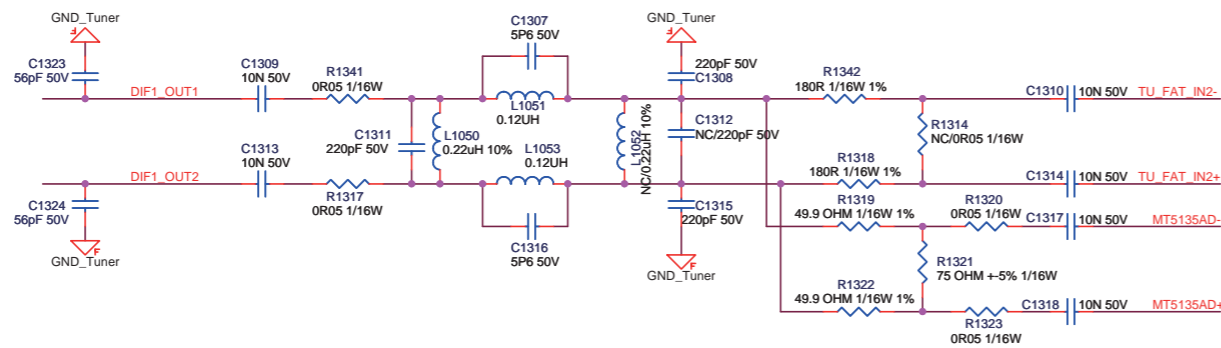 GND_Tuner
C1323
56pF 50V
DIF1_OUT1
C1309
10N 50V
R1341
0R05 1/16W
C1307
5P6 50V
L1051
0.12UH
GND_Tuner
220pF 50V
C1308
R1342
180R 1/16W 1%
C1310
10N 50V
TU_FAT_IN2-
C1311
220pF 50V
L1050
0.22uH 10%
L1053
0.12UH
L1052
NC/0.22uH 10%
C1312
NC/220pF 50V
R1314
NC/0R05 1/16W
C1324
56pF 50V
GND_Tuner
DIF1_OUT2
C1313
10N 50V
R1317
0R05 1/16W
C1316
5P6 50V
C1315
220pF 50V
GND_Tuner
R1318
180R 1/16W 1%
C1314
10N 50V
TU_FAT_IN2+
R1319
49.9 OHM 1/16W 1%
R1320
0R05 1/16W
C1317
10N 50V
MT5135AD-
R1321
75 OHM +-5% 1/16W
R1322
49.9 OHM 1/16W 1%
R1323
0R05 1/16W
C1318
10N 50V
MT5135AD+